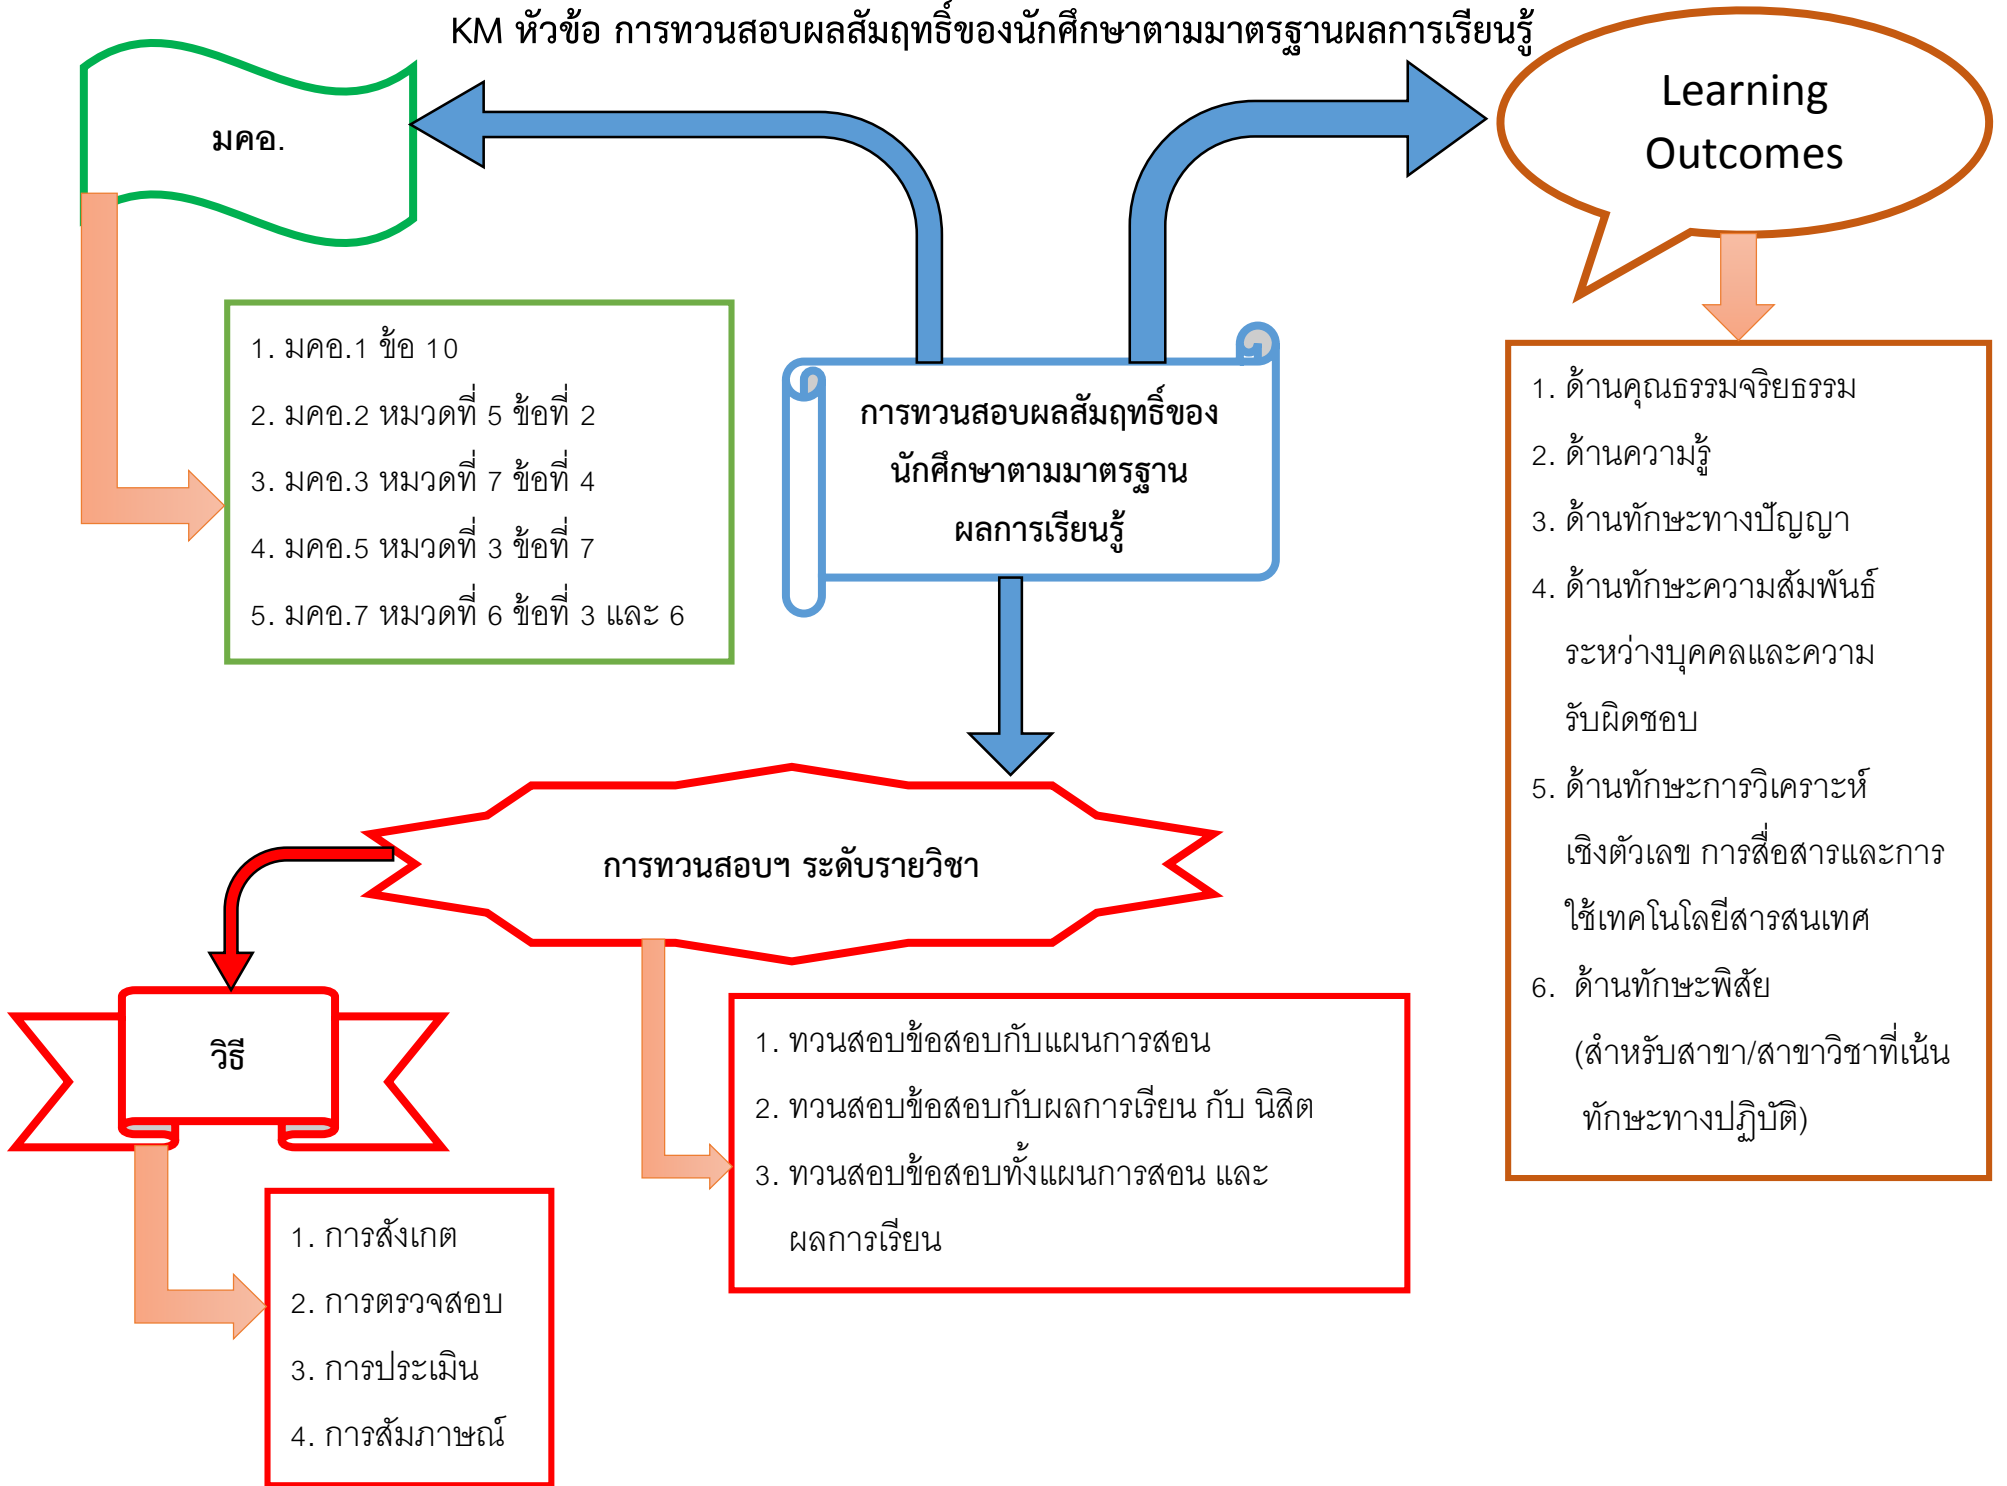 KM หัวข้อ การทวนสอบผลสัมฤทธิ์ของนักศึกษาตามมาตรฐานผลการเรียนรู้
มคอ.
1. มคอ.1 ข้อ 10
2. มคอ.2 หมวดที่ 5 ข้อที่ 2
3. มคอ.3 หมวดที่ 7 ข้อที่ 4
4. มคอ.5 หมวดที่ 3 ข้อที่ 7
5. มคอ.7 หมวดที่ 6 ข้อที่ 3 และ 6
การทวนสอบผลสัมฤทธิ์ของ
นักศึกษาตามมาตรฐาน
ผลการเรียนรู้
Learning
Outcomes
1. ด้านคุณธรรมจริยธรรม
2. ด้านความรู้
3. ด้านทักษะทางปัญญา
4. ด้านทักษะความสัมพันธ์
ระหว่างบุคคลและความ
รับผิดชอบ
5. ด้านทักษะการวิเคราะห์
เชิงตัวเลข การสื่อสารและการ
ใช้เทคโนโลยีสารสนเทศ
6. ด้านทักษะพิสัย
(สำหรับสาขา/สาขาวิชาที่เน้น
ทักษะทางปฏิบัติ)
การทวนสอบฯ ระดับรายวิชา
1. ทวนสอบข้อสอบกับแผนการสอน
2. ทวนสอบข้อสอบกับผลการเรียน กับ นิสิต
3. ทวนสอบข้อสอบทั้งแผนการสอน และ
ผลการเรียน
วิธี
1. การสังเกต
2. การตรวจสอบ
3. การประเมิน
4. การสัมภาษณ์